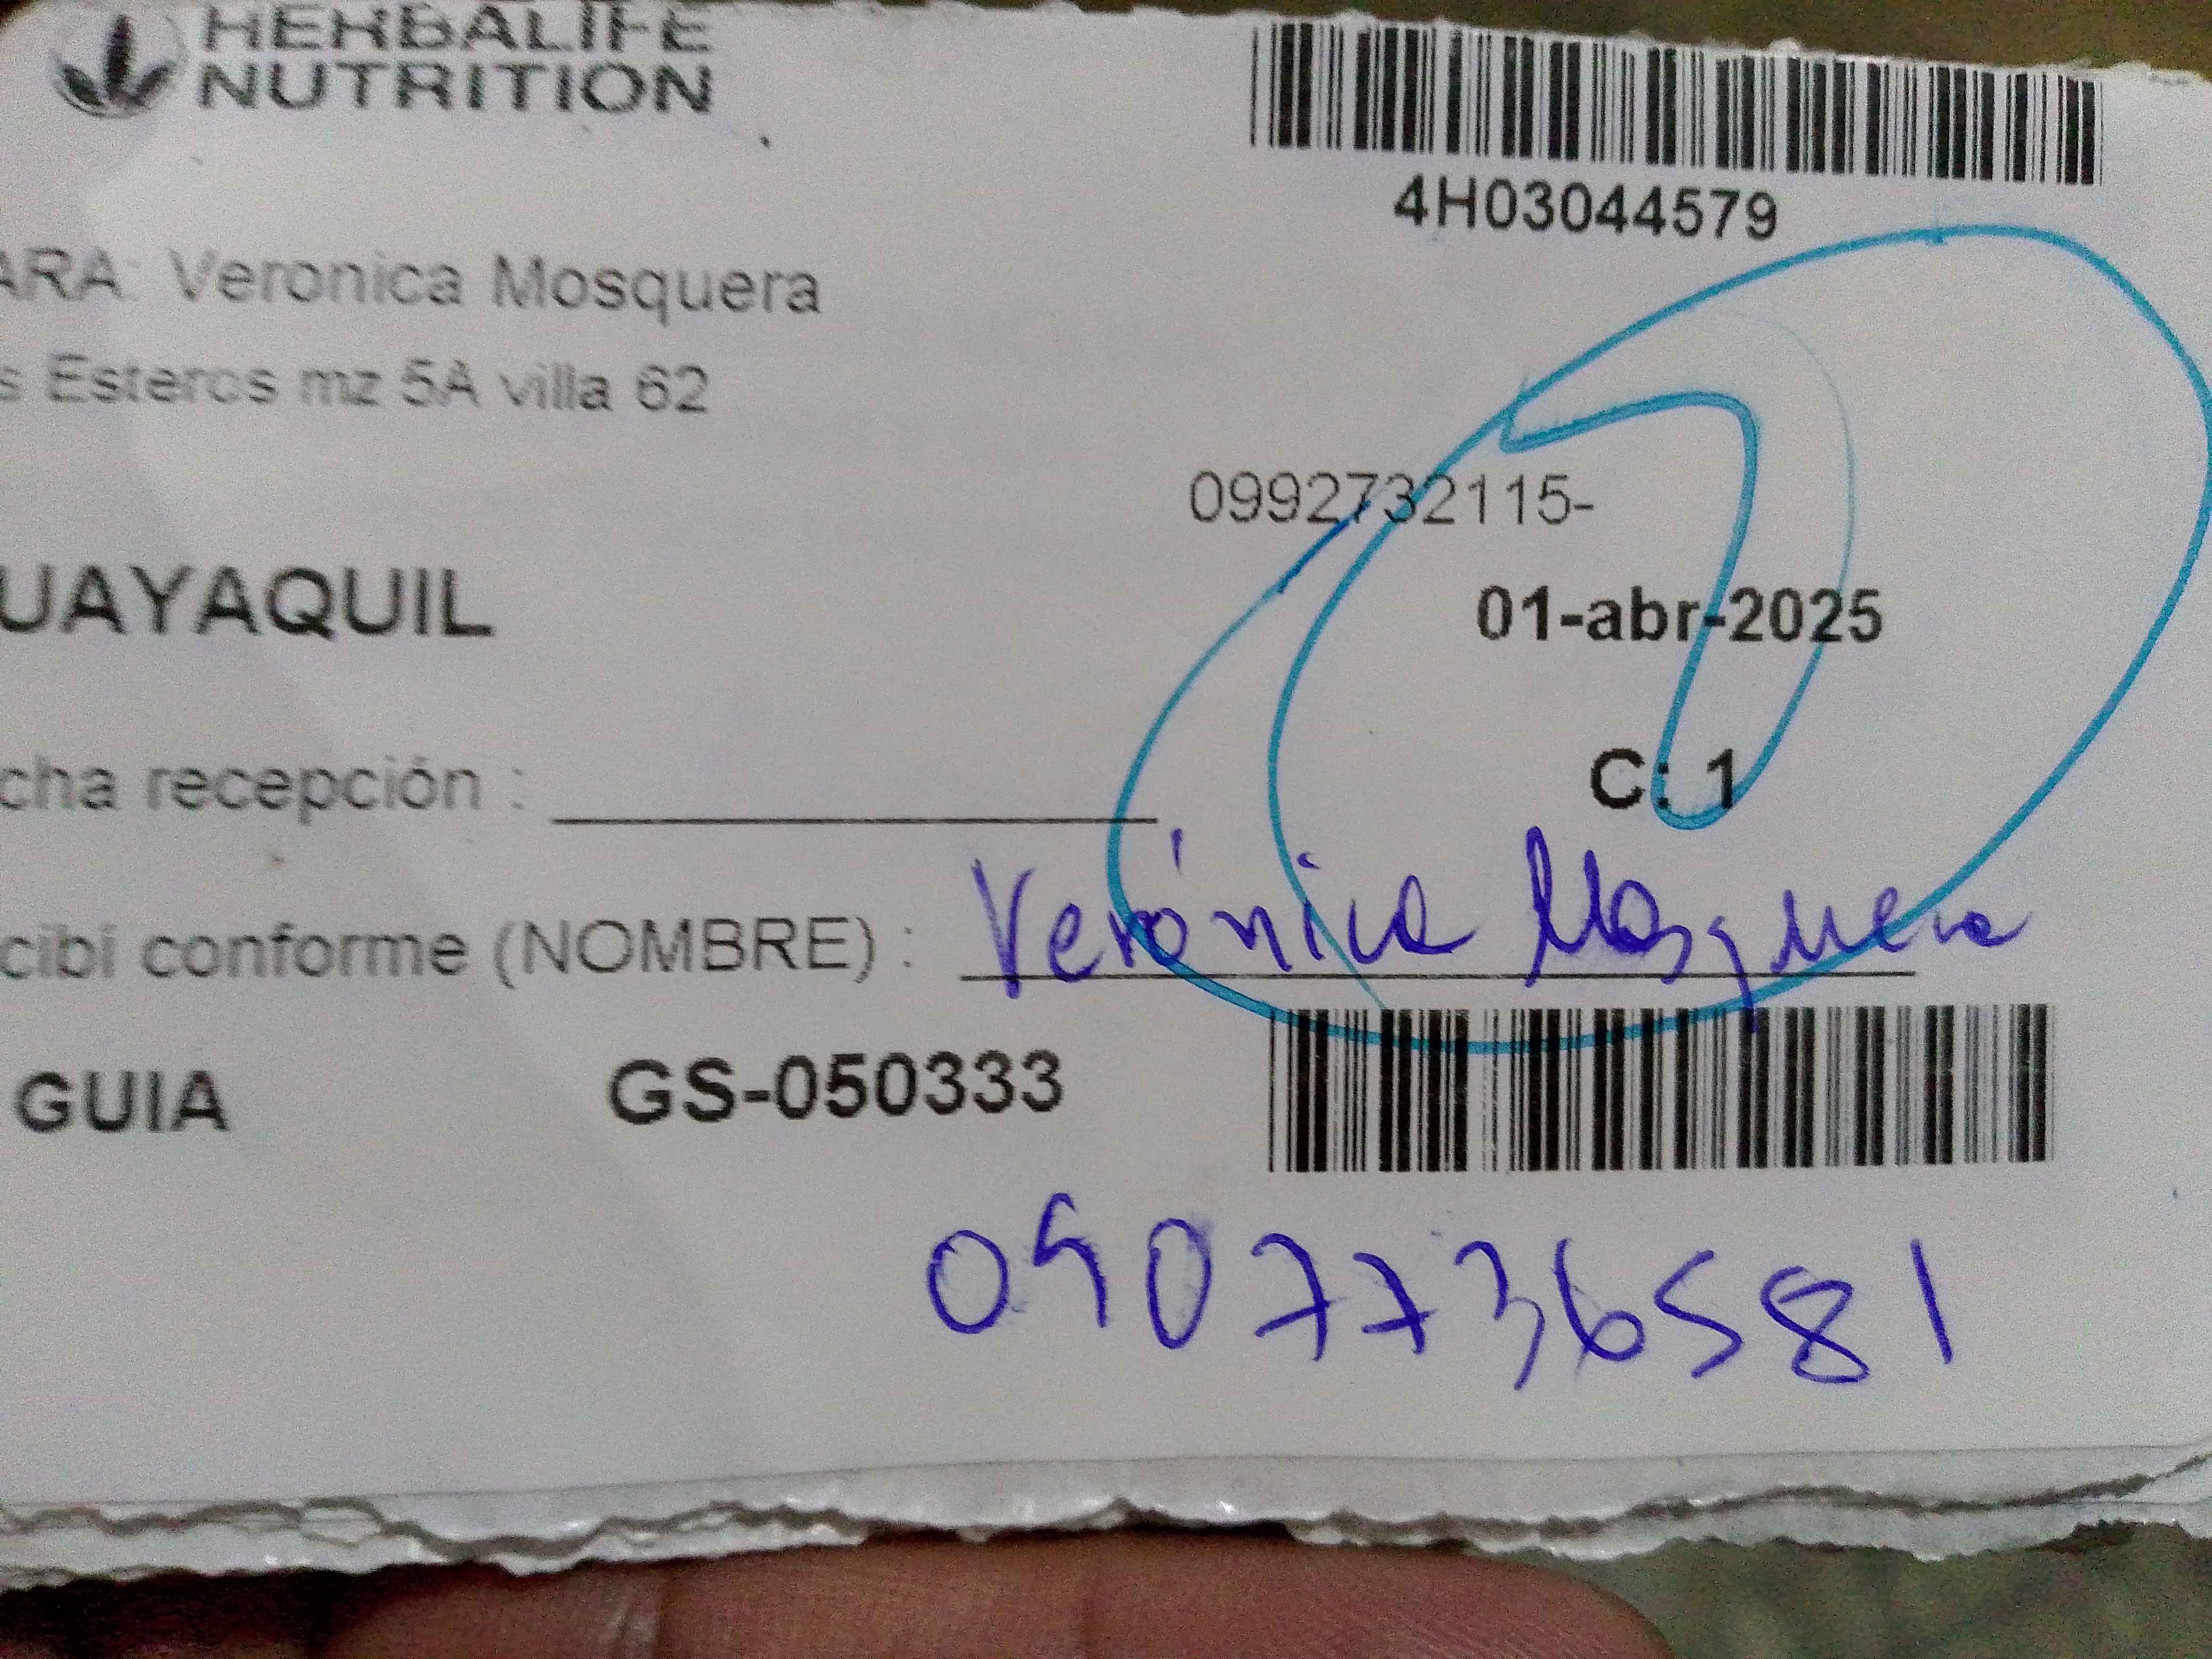 HERBALIFE
NUTRITION
4H03044579
ARA: Veronica Mosquera
s Esteros mz 5A villa 62
0992732115-
UAYAQUIL
01-abr-2025
C: 1
cha recepción :
cibi conforme (NOMBRE) : Verónica Mosquera
GUIA GS-050333
0907736581